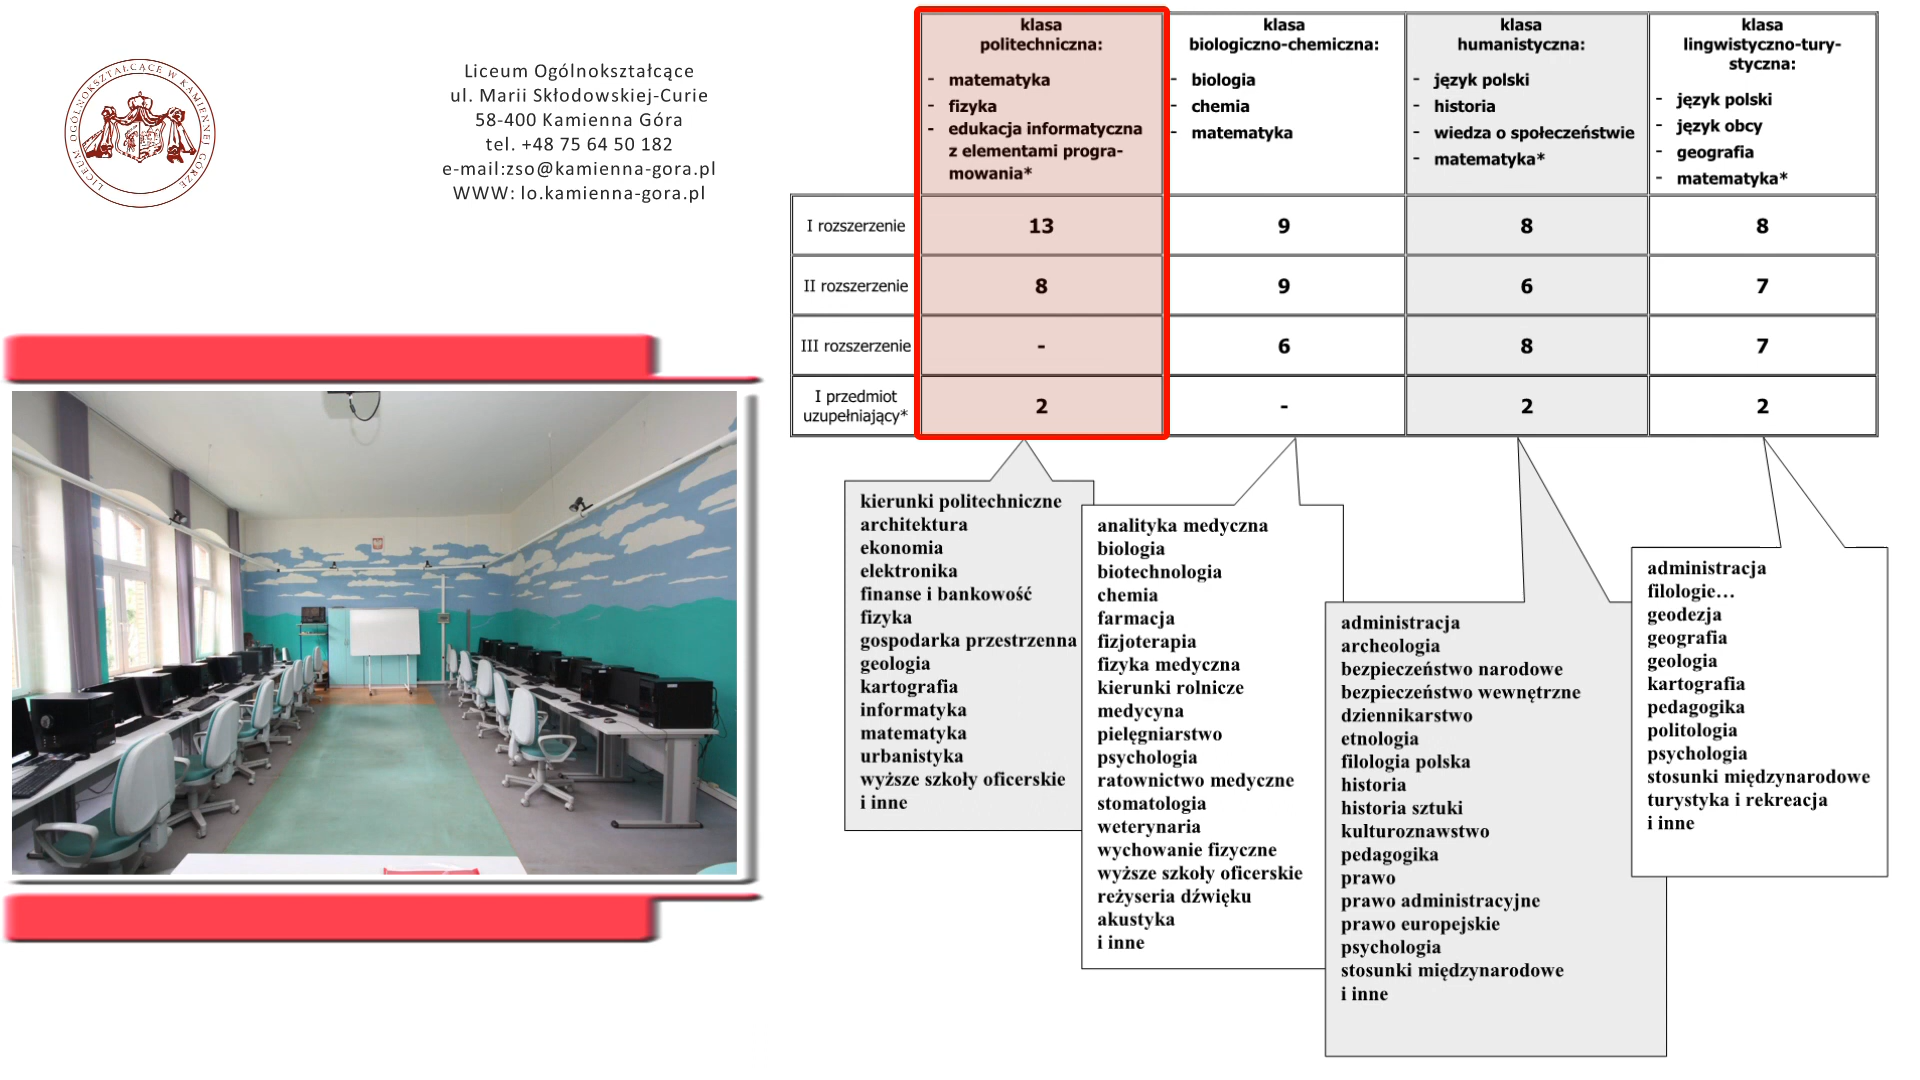 LICEUM OGÓLNOKSZTAŁCĄCE W KAMIENNEJ GÓRZE
Liceum Ogólnokształcące
ul. Marii Skłodowskiej-Curie
58-400 Kamienna Góra
tel. +48 75 64 50 182
e-mail:zso@kamienna-gora.pl
WWW: lo.kamienna-gora.pl
klasa
politechniczna:
- matematyka
- fizyka
- edukacja informatyczna
z elementami progra-
mowania*
klasa
biologiczno-chemiczna:
- biologia
- chemia
- matematyka
klasa
humanistyczna:
- język polski
- historia
- wiedza o społeczeństwie
- matematyka*
klasa
lingwistyczno-tury-
styczna:
- język polski
- język obcy
- geografia
- matematyka*
I rozszerzenie 13 9 8 8
II rozszerzenie 8 9 6 7
III rozszerzenie - 6 8 7
I przedmiot
uzupełniający* 2 - 2 2
kierunki politechniczne
architektura
ekonomia
elektronika
finanse i bankowość
fizyka
gospodarka przestrzenna
geologia
kartografia
informatyka
matematyka
urbanistyka
wyższe szkoły oficerskie
i inne
analityka medyczna
biologia
biotechnologia
chemia
farmacja
fizjoterapia
fizyka medyczna
kierunki rolnicze
medycyna
pielęgniarstwo
psychologia
ratownictwo medyczne
stomatologia
weterynaria
wychowanie fizyczne
wyższe szkoły oficerskie
reżyseria dźwięku
akustyka
i inne
administracja
archeologia
bezpieczeństwo narodowe
bezpieczeństwo wewnętrzne
dziennikarstwo
etnologia
filologia polska
historia
historia sztuki
kulturoznawstwo
pedagogika
prawo
prawo administracyjne
prawo europejskie
psychologia
stosunki międzynarodowe
i inne
administracja
filologie…
geodezja
geografia
geologia
kartografia
pedagogika
politologia
psychologia
stosunki międzynarodowe
turystyka i rekreacja
i inne